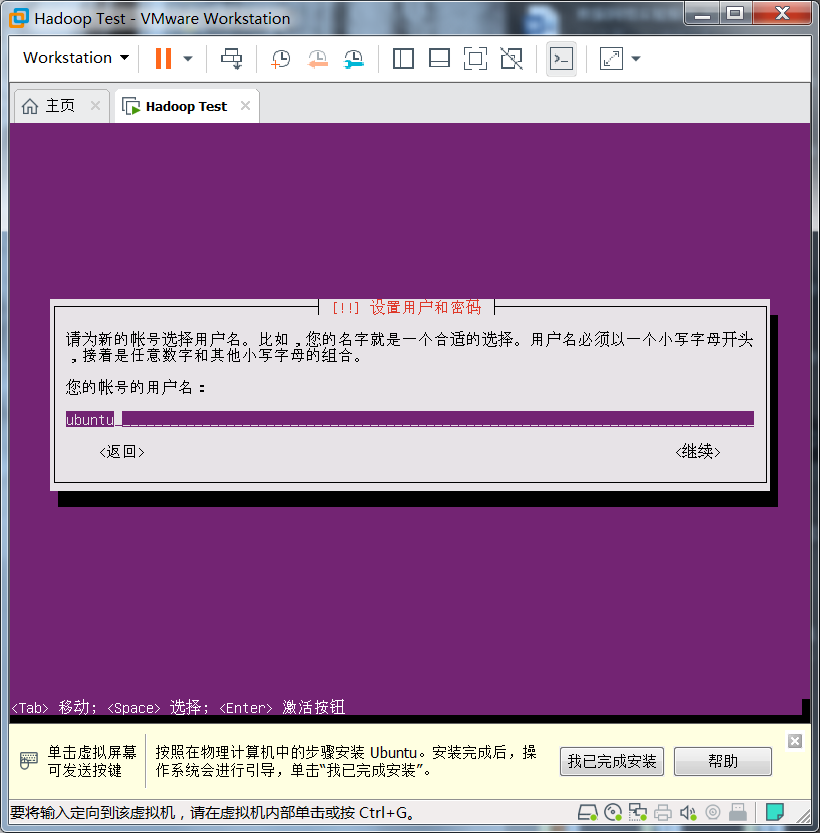 Hadoop Test - VMware Workstation
Workstation
主页
Hadoop Test
[!!] 设置用户和密码
请为新的帐号选择用户名。比如，您的名字就是一个合适的选择。用户名必须以一个小写字母开头
，接着是任意数字和其他小写字母的组合。
您的帐号的用户名：
ubuntu
<返回> <继续>
<Tab> 移动; <Space> 选择; <Enter> 激活按钮
单击虚拟屏幕
可发送按键
按照在物理计算机中的步骤安装 Ubuntu。安装完成后，操
作系统会进行引导，单击“我已完成安装”。
我已完成安装
帮助
要将输入定向到该虚拟机，请在虚拟机内部单击或按 Ctrl+G。